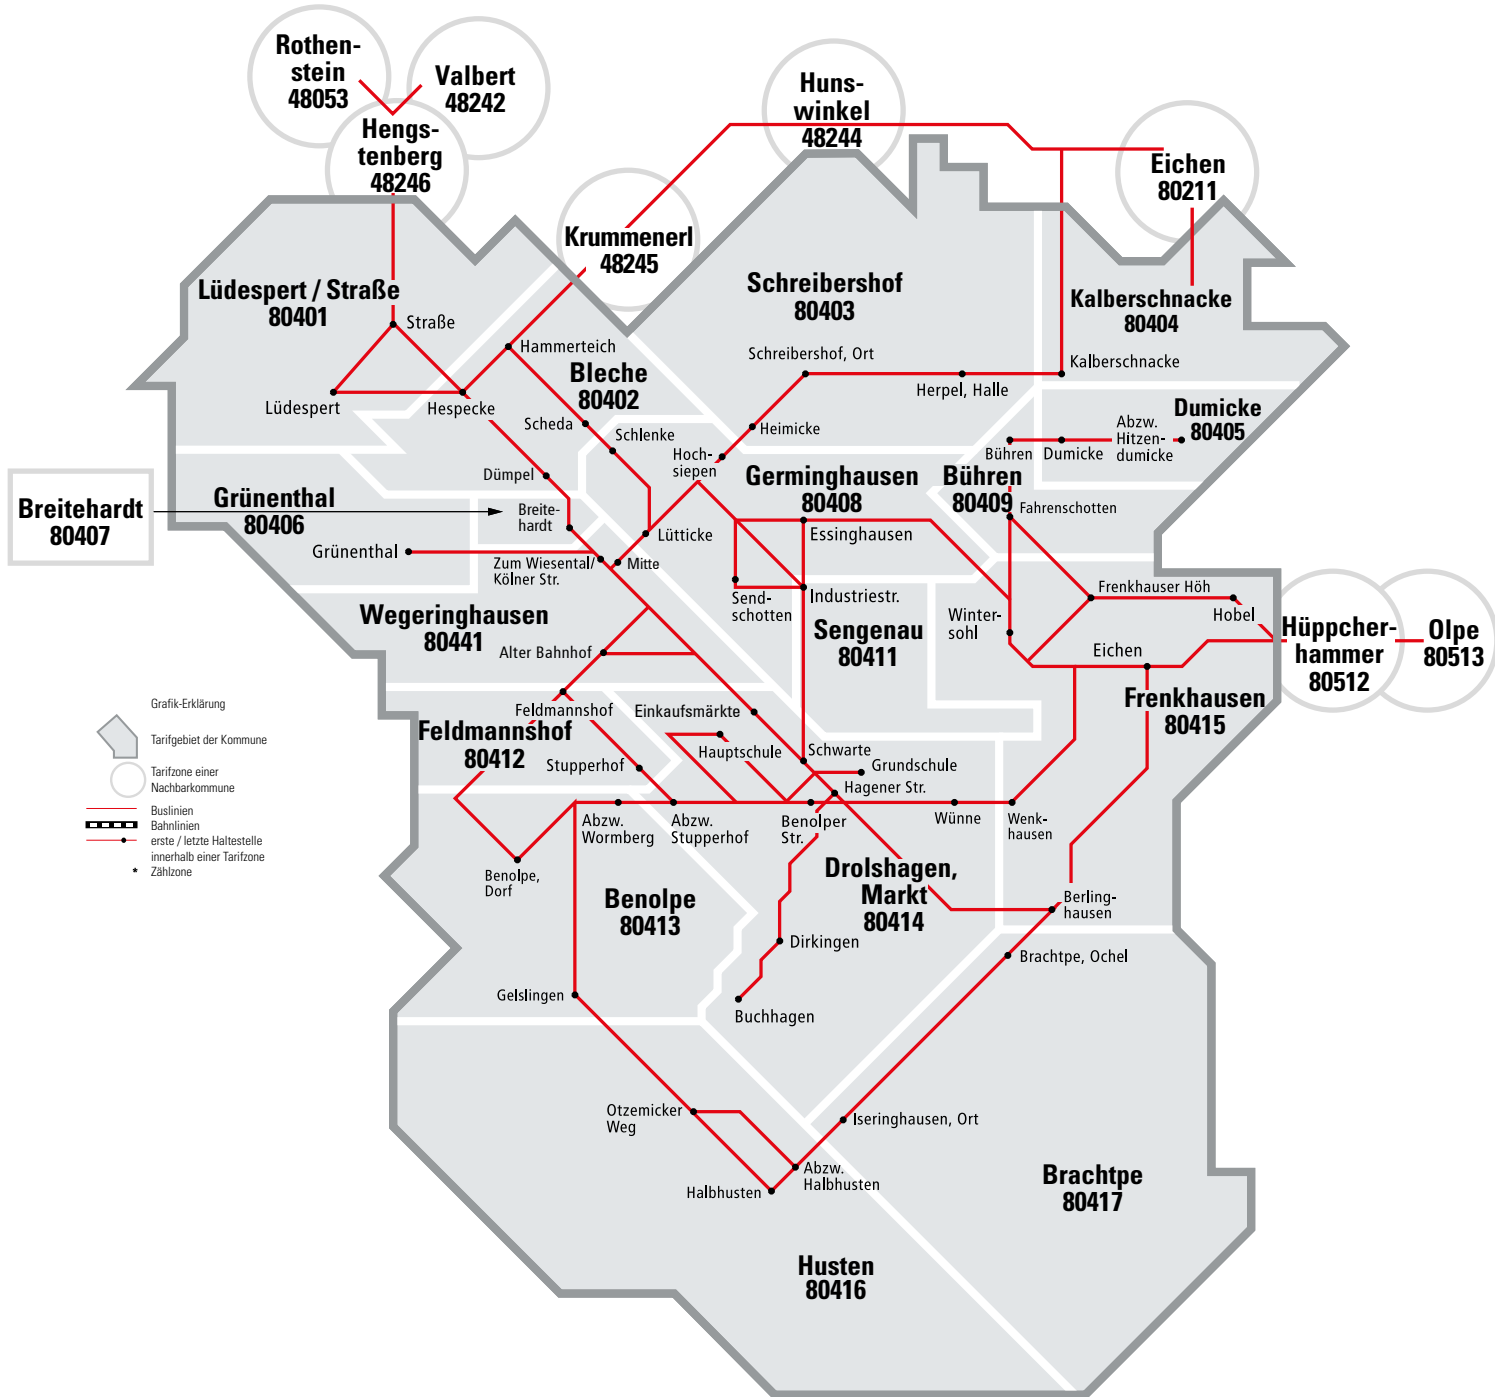 Rothen-
stein
48053
Valbert
48242
Hengs-
tenberg
48246
Huns-
winkel
48244
Eichen
80211
Krummenerl
48245
Lüdespert / Straße
80401
Schreibershof
80403
Kalberschnacke
80404
Straße
Hammerteich
Schreibershof, Ort
Kalberschnacke
Bleche
80402
Herpel, Halle
Lüdespert
Hespecke
Scheda
Schlenke
Heimicke
Dumicke
80405
Abzw.
Hitzen-
dumicke
Bühren
Dumicke
Hoch-
siepen
Dümpel
Germinghausen
80408
Bühren
80409
Fahrenschotten
Breitehardt
80407
Grünenthal
80406
Breite-
hardt
Lütticke
Essinghausen
Grünenthal
Zum Wiesental/
Kölner Str.
Mitte
Send-
schotten
Industriestr.
Frenkhauser Höh
Hobel
Wegeringhausen
80441
Sengenau
80411
Winter-
sohl
Hüppcher-
hammer
80512
Olpe
80513
Alter Bahnhof
Eichen
Frenkhausen
80415
Feldmannshof
Einkaufsmärkte
Feldmannshof
80412
Hauptschule
Schwarte
Stupperhof
Grundschule
Hagener Str.
Abzw.
Wormberg
Abzw.
Stupperhof
Benolper
Str.
Wünne
Wenk-
hausen
Benolpe,
Dorf
Benolpe
80413
Drolshagen,
Markt
80414
Berling-
hausen
Dirkingen
Brachtpe, Ochel
Gelslingen
Buchhagen
Otzemicker
Weg
Iseringhausen, Ort
Halbhusten
Abzw.
Halbhusten
Brachtpe
80417
Husten
80416
Grafik-Erklärung
Tarifgebiet der Kommune
Tarifzone einer
Nachbarkommune
Buslinien
Bahnlinien
erste / letzte Haltestelle
innerhalb einer Tarifzone
* Zählzone